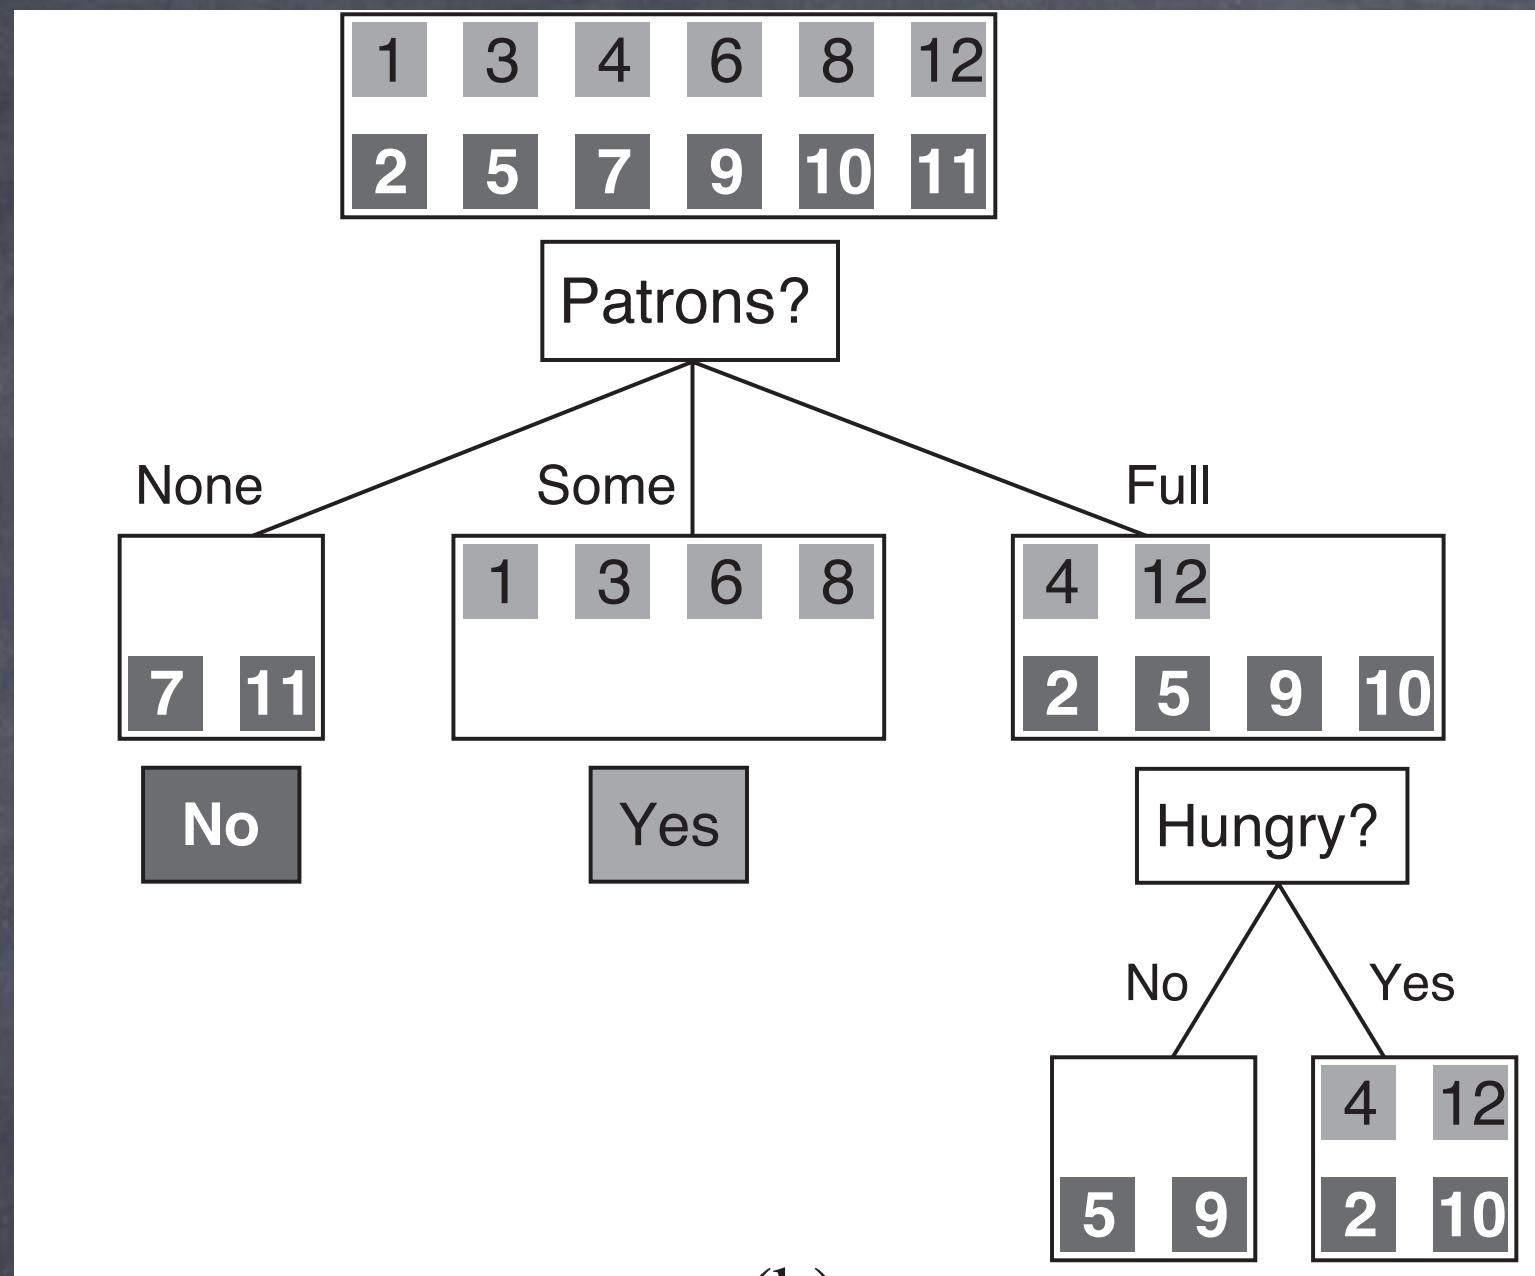 1 3 4 6 8 12
2 5 7 9 10 11
Patrons?
None Some Full
1 3 6 8 4 12
7 11 2 5 9 10
No Yes Hungry?
No Yes
4 12
5 9 2 10